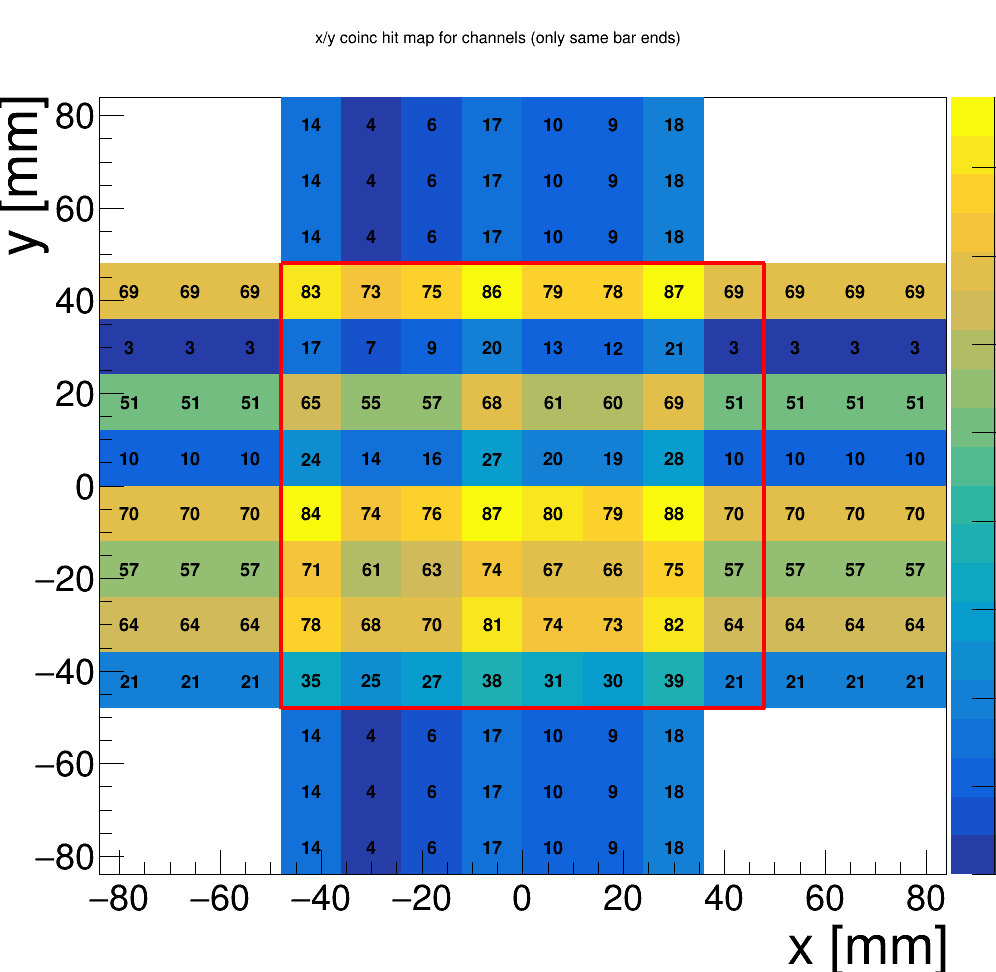 x/y coinc hit map for channels (only same bar ends)
y [mm]
80 14 4 6 17 10 9 18
14 4 6 17 10 9 18
60
14 4 6 17 10 9 18
40 69 69 69 83 73 75 86 79 78 87 69 69 69 69
3 3 3 17 7 9 20 13 12 21 3 3 3 3
20 51 51 51 65 55 57 68 61 60 69 51 51 51 51
10 10 10 24 14 16 27 20 19 28 10 10 10 10
0
70 70 70 84 74 76 87 80 79 88 70 70 70 70
−20 57 57 57 71 61 63 74 67 66 75 57 57 57 57
64 64 64 78 68 70 81 74 73 82 64 64 64 64
−40 21 21 21 35 25 27 38 31 30 39 21 21 21 21
14 4 6 17 10 9 18
−60
14 4 6 17 10 9 18
−80 14 4 6 17 10 9 18
−80 −60 −40 −20 0 20 40 60 80
x [mm]